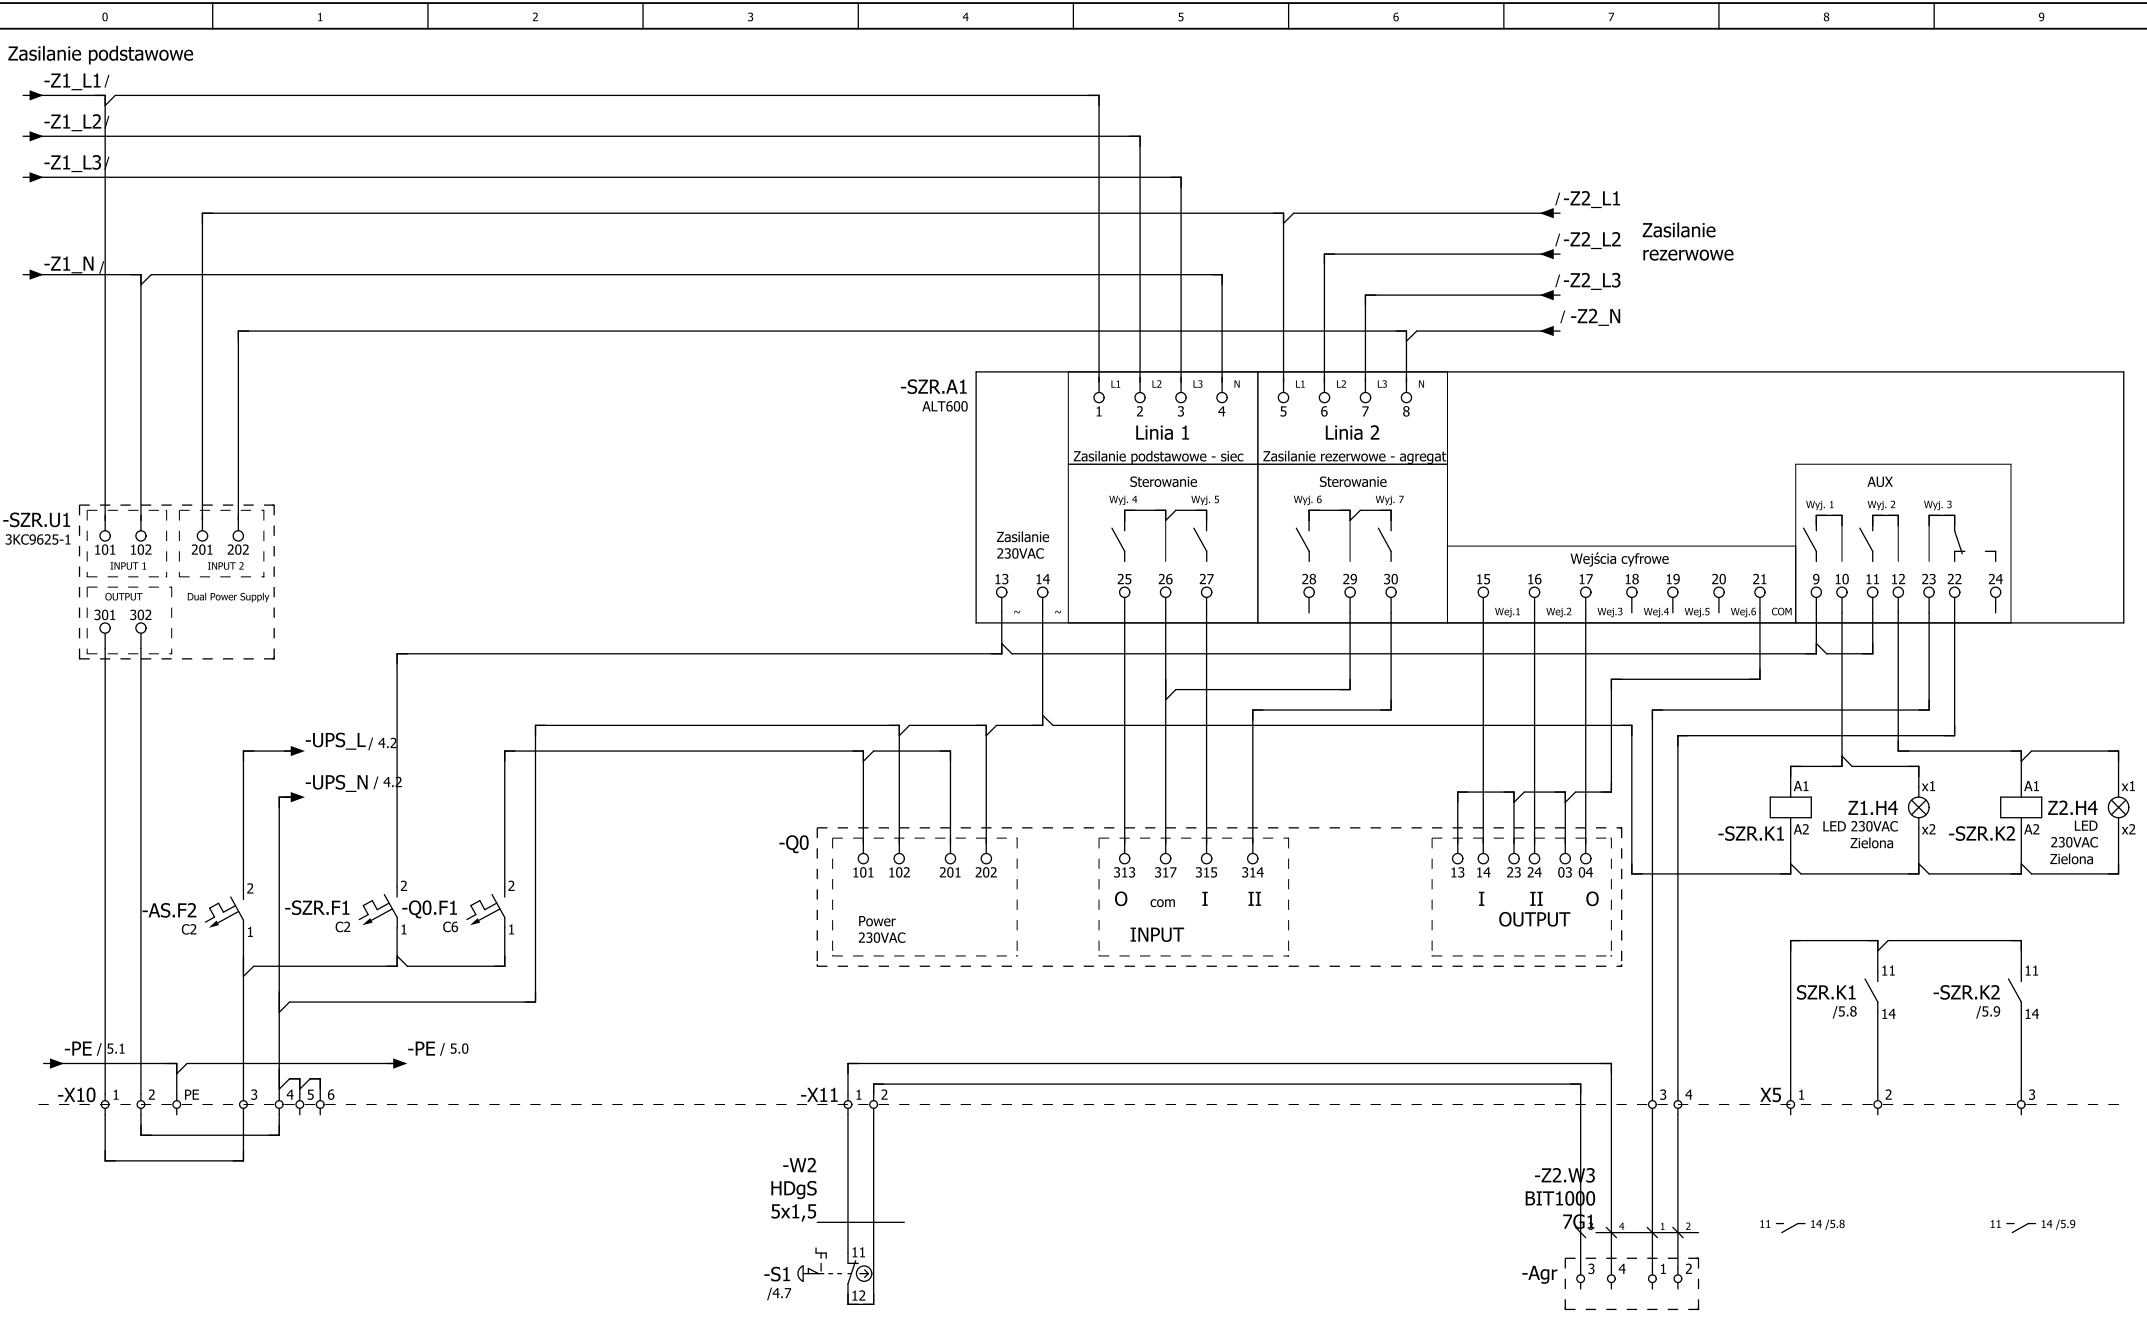 0 1 2 3 4 5 6 7 8 9
Zasilanie podstawowe
-Z1_L1 /
-Z1_L2 /
-Z1_L3 /
-Z1_N /
/ -Z2_L1
/ -Z2_L2
/ -Z2_L3
/ -Z2_N
Zasilanie
rezerwowe
-SZR.A1
ALT600
L1 L2 L3 N L1 L2 L3 N
1 2 3 4 5 6 7 8
Linia 1
Zasilanie podstawowe - siec
Linia 2
Zasilanie rezerwowe - agregat
Sterowanie
Wyj. 4 Wyj. 5
Sterowanie
Wyj. 6 Wyj. 7
AUX
Wyj. 1 Wyj. 2 Wyj. 3
Zasilanie
230VAC
Wejścia cyfrowe
13 14 25 26 27 28 29 30 15 16 17 18 19 20 21 9 10 11 12 23 22 24
~ ~ Wej.1 Wej.2 Wej.3 Wej.4 Wej.5 Wej.6 COM
-SZR.U1
3KC9625-1
101 102 201 202
INPUT 1 INPUT 2
OUTPUT
Dual Power Supply
301 302
-UPS_L / 4.2
-UPS_N / 4.2
-AS.F2
C2
2
1
-SZR.F1
C2
2
1
-Q0.F1
C6
2
1
-Q0
101 102 201 202
Power
230VAC
313 317 315 314
O com I II
INPUT
13 14 23 24 03 04
I II O
OUTPUT
-SZR.K1
A1
A2
Z1.H4
LED 230VAC
Zielona
x1
x2
-SZR.K2
A1
A2
Z2.H4
LED
230VAC
Zielona
x1
x2
SZR.K1
/5.8
11
14
-SZR.K2
/5.9
11
14
-PE / 5.1
-PE / 5.0
-X10 1 2 PE 3 4 5 6
-X11 1 2 3 4
X5 1 2 3
-W2
HDgS
5x1,5
-Z2.W3
BIT1000
7G1
3 4 1 2
-S1
/4.7
F
11
12
-Agr 3 4 1 2
11 14 /5.8
11 14 /5.9